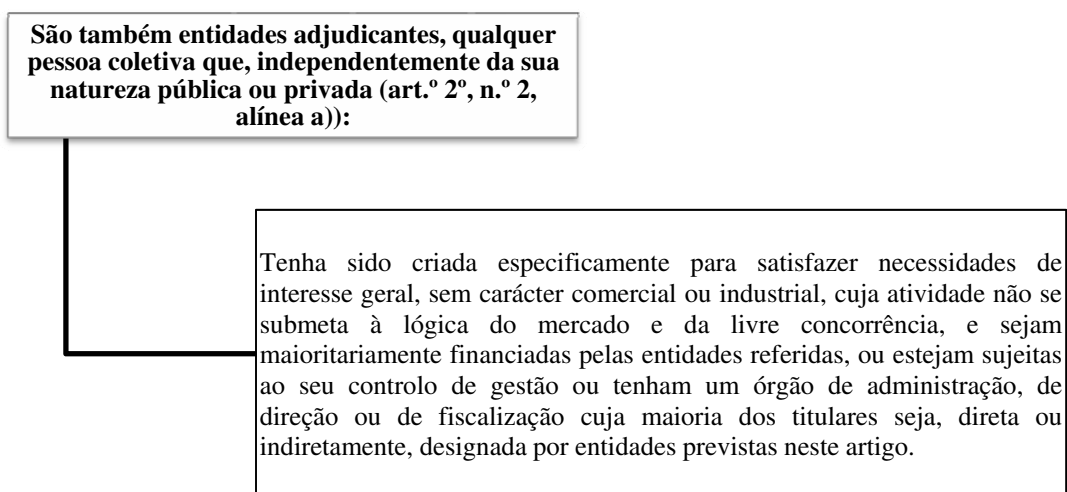 São também entidades adjudicantes, qualquer
pessoa coletiva que, independentemente da sua
natureza pública ou privada (art.º 2º, n.º 2,
alínea a)):
Tenha sido criada especificamente para satisfazer necessidades de
interesse geral, sem carácter comercial ou industrial, cuja atividade não se
submeta à lógica do mercado e da livre concorrência, e sejam
maioritariamente financiadas pelas entidades referidas, ou estejam sujeitas
ao seu controlo de gestão ou tenham um órgão de administração, de
direção ou de fiscalização cuja maioria dos titulares seja, direta ou
indiretamente, designada por entidades previstas neste artigo.